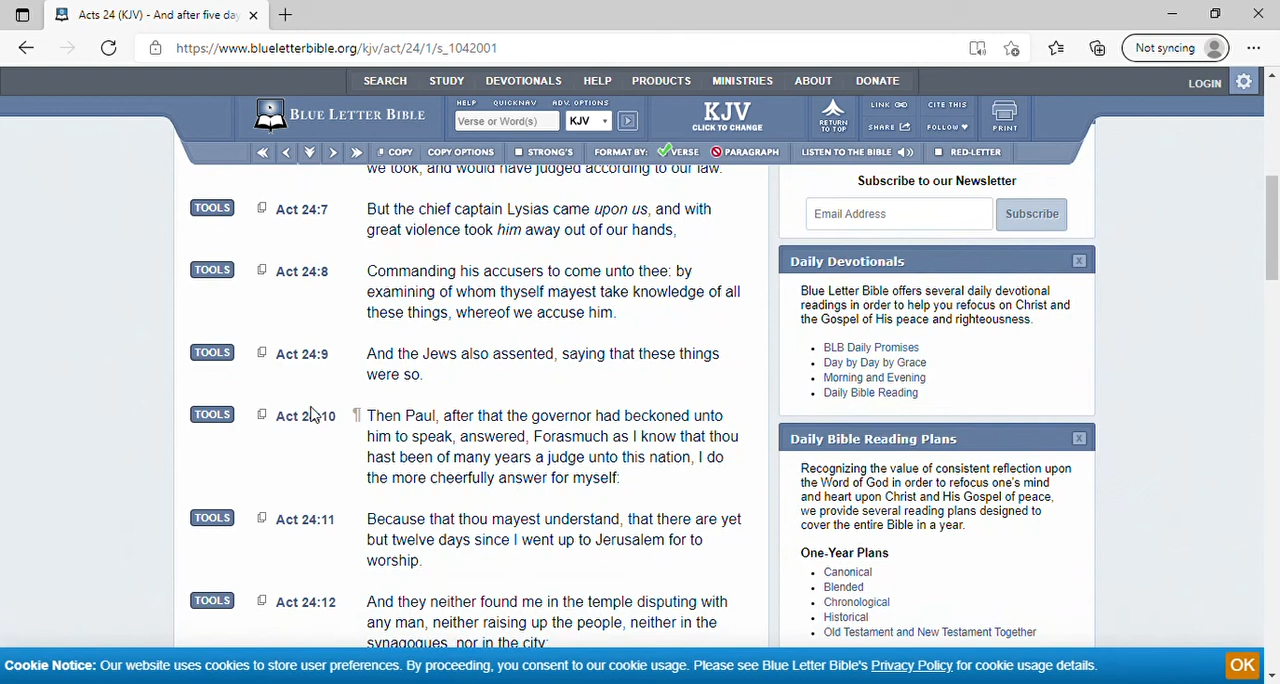 Acts 24 (KJV) - And after five day
https://www.blueletterbible.org/kjv/act/24/1/s_1042001
Not syncing
SEARCH STUDY DEVOTIONALS HELP PRODUCTS MINISTRIES ABOUT DONATE LOGIN
BLUE LETTER BIBLE
HELP QUICKNAV ADV. OPTIONS
Verse or Word(s) KJV
KJV
CLICK TO CHANGE
RETURN
TO TOP
LINK CITE THIS
SHARE FOLLOW
PRINT
COPY COPY OPTIONS STRONG'S FORMAT BY: VERSE PARAGRAPH LISTEN TO THE BIBLE RED-LETTER
we took, and would have judged according to our law.
TOOLS Act 24:7 But the chief captain Lysias came upon us, and with
great violence took him away out of our hands,
TOOLS Act 24:8 Commanding his accusers to come unto thee: by
examining of whom thyself mayest take knowledge of all
these things, whereof we accuse him.
TOOLS Act 24:9 And the Jews also assented, saying that these things
were so.
TOOLS Act 24:10 ¶ Then Paul, after that the governor had beckoned unto
him to speak, answered, Forasmuch as I know that thou
hast been of many years a judge unto this nation, I do
the more cheerfully answer for myself:
TOOLS Act 24:11 Because that thou mayest understand, that there are yet
but twelve days since I went up to Jerusalem for to
worship.
TOOLS Act 24:12 And they neither found me in the temple disputing with
any man, neither raising up the people, neither in the
synagogues, nor in the city:
Subscribe to our Newsletter
Email Address Subscribe
Daily Devotionals X
Blue Letter Bible offers several daily devotional
readings in order to help you refocus on Christ and
the Gospel of His peace and righteousness.
BLB Daily Promises
Day by Day by Grace
Morning and Evening
Daily Bible Reading
Daily Bible Reading Plans X
Recognizing the value of consistent reflection upon
the Word of God in order to refocus one's mind
and heart upon Christ and His Gospel of peace,
we provide several reading plans designed to
cover the entire Bible in a year.
One-Year Plans
Canonical
Blended
Chronological
Historical
Old Testament and New Testament Together
Cookie Notice: Our website uses cookies to store user preferences. By proceeding, you consent to our cookie usage. Please see Blue Letter Bible's Privacy Policy for cookie usage details. OK